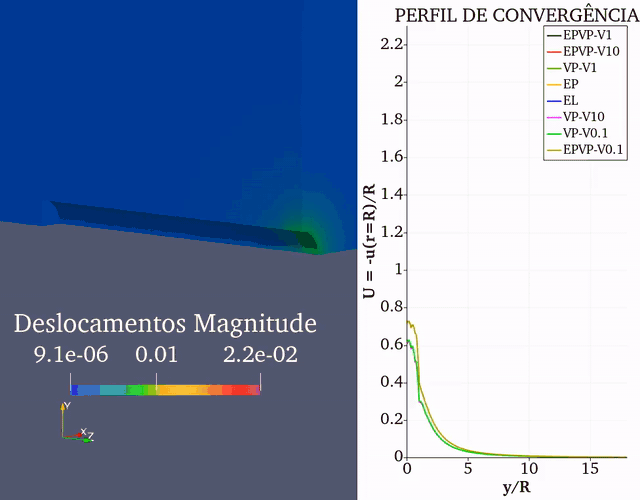 PERFIL DE CONVERGÊNCIA
EPVP-V1
EPVP-V10
VP-V1
EP
EL
VP-V10
VP-V0.1
EPVP-V0.1
2.2
2
1.8
1.6
1.4
1.2
1
0.8
0.6
0.4
0.2
0
U = -u(r=R)/R
0 5 10 15
y/R
Deslocamentos Magnitude
9.1e-06 0.01 2.2e-02
Y
X
Z